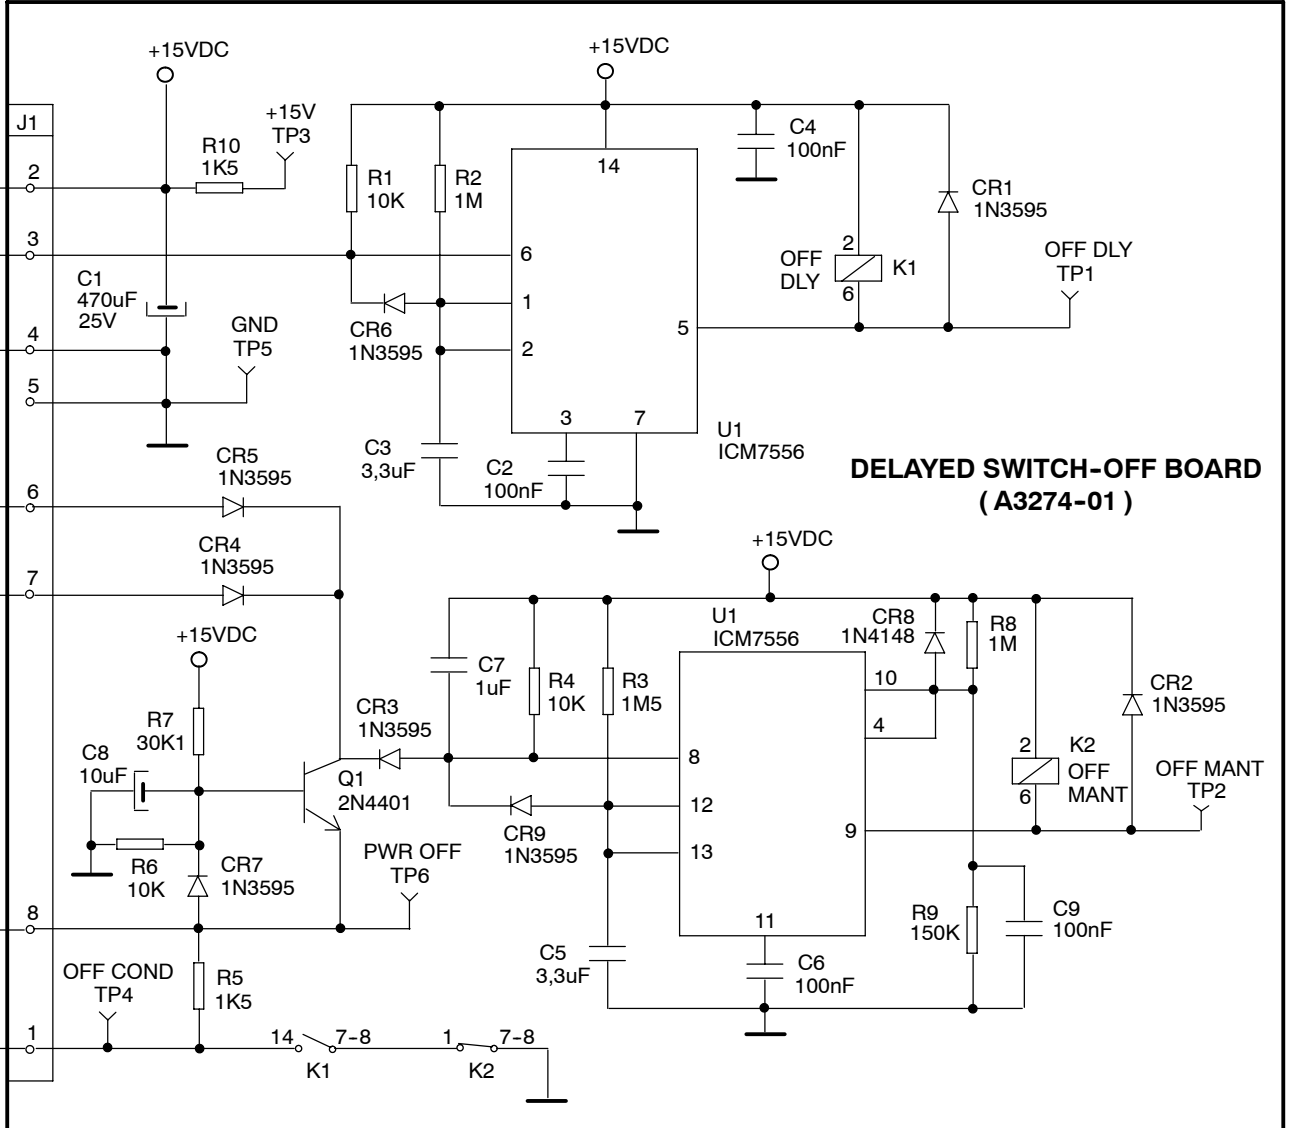 +15VDC
+15VDC
J1
+15V
TP3
R10
1K5
2
3
C1
470uF
25V
4
5
GND
TP5
R1
10K
R2
1M
14
6
1
2
5
3
7
CR6
1N3595
C3
3,3uF
C2
100nF
U1
ICM7556
C4
100nF
2
OFF
DLY
K1
6
CR1
1N3595
OFF DLY
TP1
DELAYED SWITCH-OFF BOARD
( A3274-01 )
CR5
1N3595
6
CR4
1N3595
7
+15VDC
R7
30K1
C8
10uF
R6
10K
CR7
1N3595
Q1
2N4401
CR3
1N3595
PWR OFF
TP6
8
OFF COND
TP4
R5
1K5
1
14
7-8
K1
1
7-8
K2
+15VDC
C7
1uF
R4
10K
R3
1M5
U1
ICM7556
CR8
1N4148
R8
1M
10
4
8
12
13
9
11
CR9
1N3595
C5
3,3uF
C6
100nF
R9
150K
C9
100nF
2
K2
OFF
MANT
6
CR2
1N3595
OFF MANT
TP2